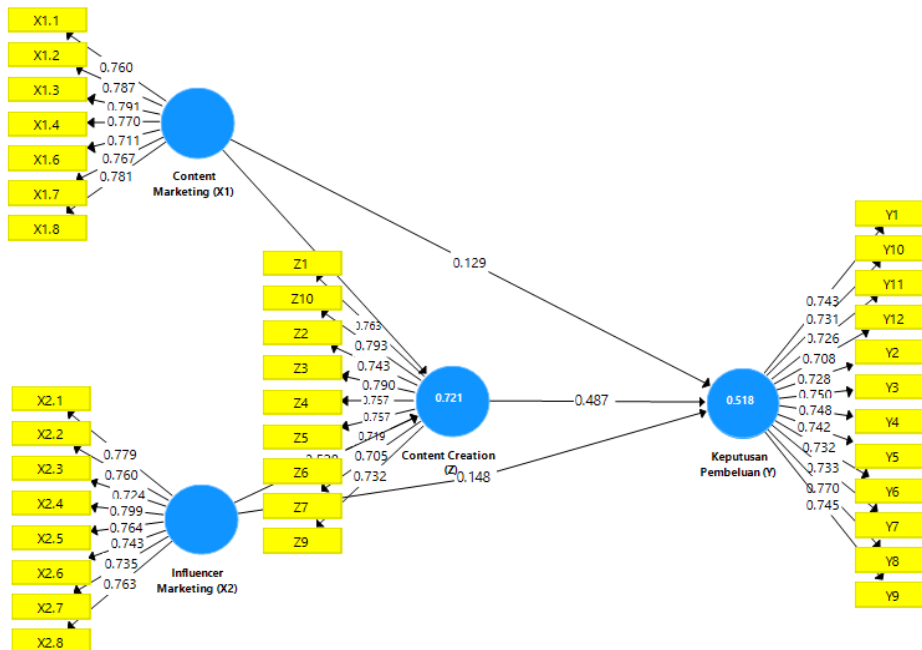 X1.1
X1.2
X1.3
X1.4
X1.6
X1.7
X1.8
0.760
0.787
0.791
0.770
0.711
0.767
0.781
Content
Marketing (X1)
0.129
Z1
Z10
Z2
Z3
Z4
Z5
Z6
Z7
Z9
0.763
0.793
0.743
0.790
0.757
0.757
0.719
0.705
0.732
0.721
Content Creation
(Z)
0.487
0.148
X2.1
X2.2
X2.3
X2.4
X2.5
X2.6
X2.7
X2.8
0.779
0.760
0.724
0.799
0.764
0.743
0.735
0.763
Influencer
Marketing (X2)
0.518
Keputusan
Pembeluan (Y)
0.743
0.731
0.726
0.708
0.728
0.750
0.748
0.742
0.732
0.733
0.770
0.745
Y1
Y10
Y11
Y12
Y2
Y3
Y4
Y5
Y6
Y7
Y8
Y9